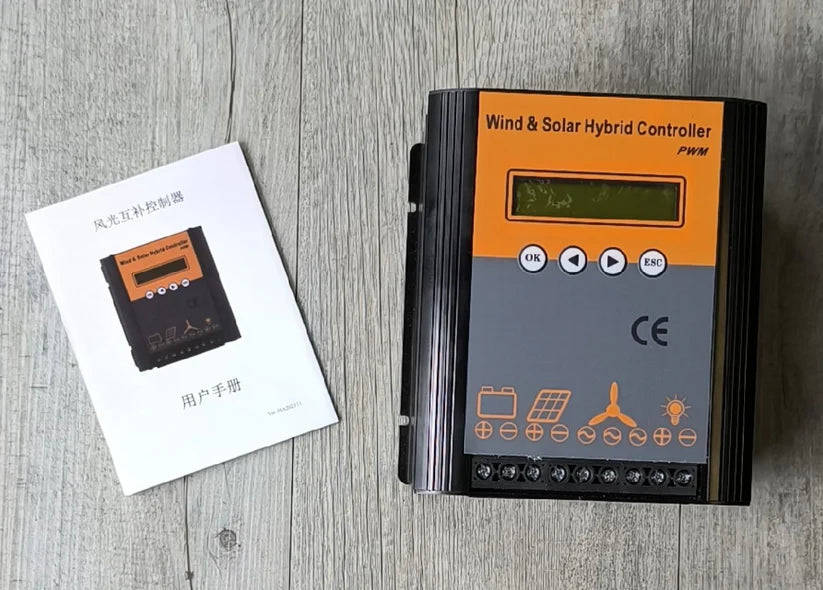 风光互补控制器
Wind & Solar Hybrid Controller
PWM
用户手册
Wind & Solar Hybrid Controller
PWM
OK
ESC
CE